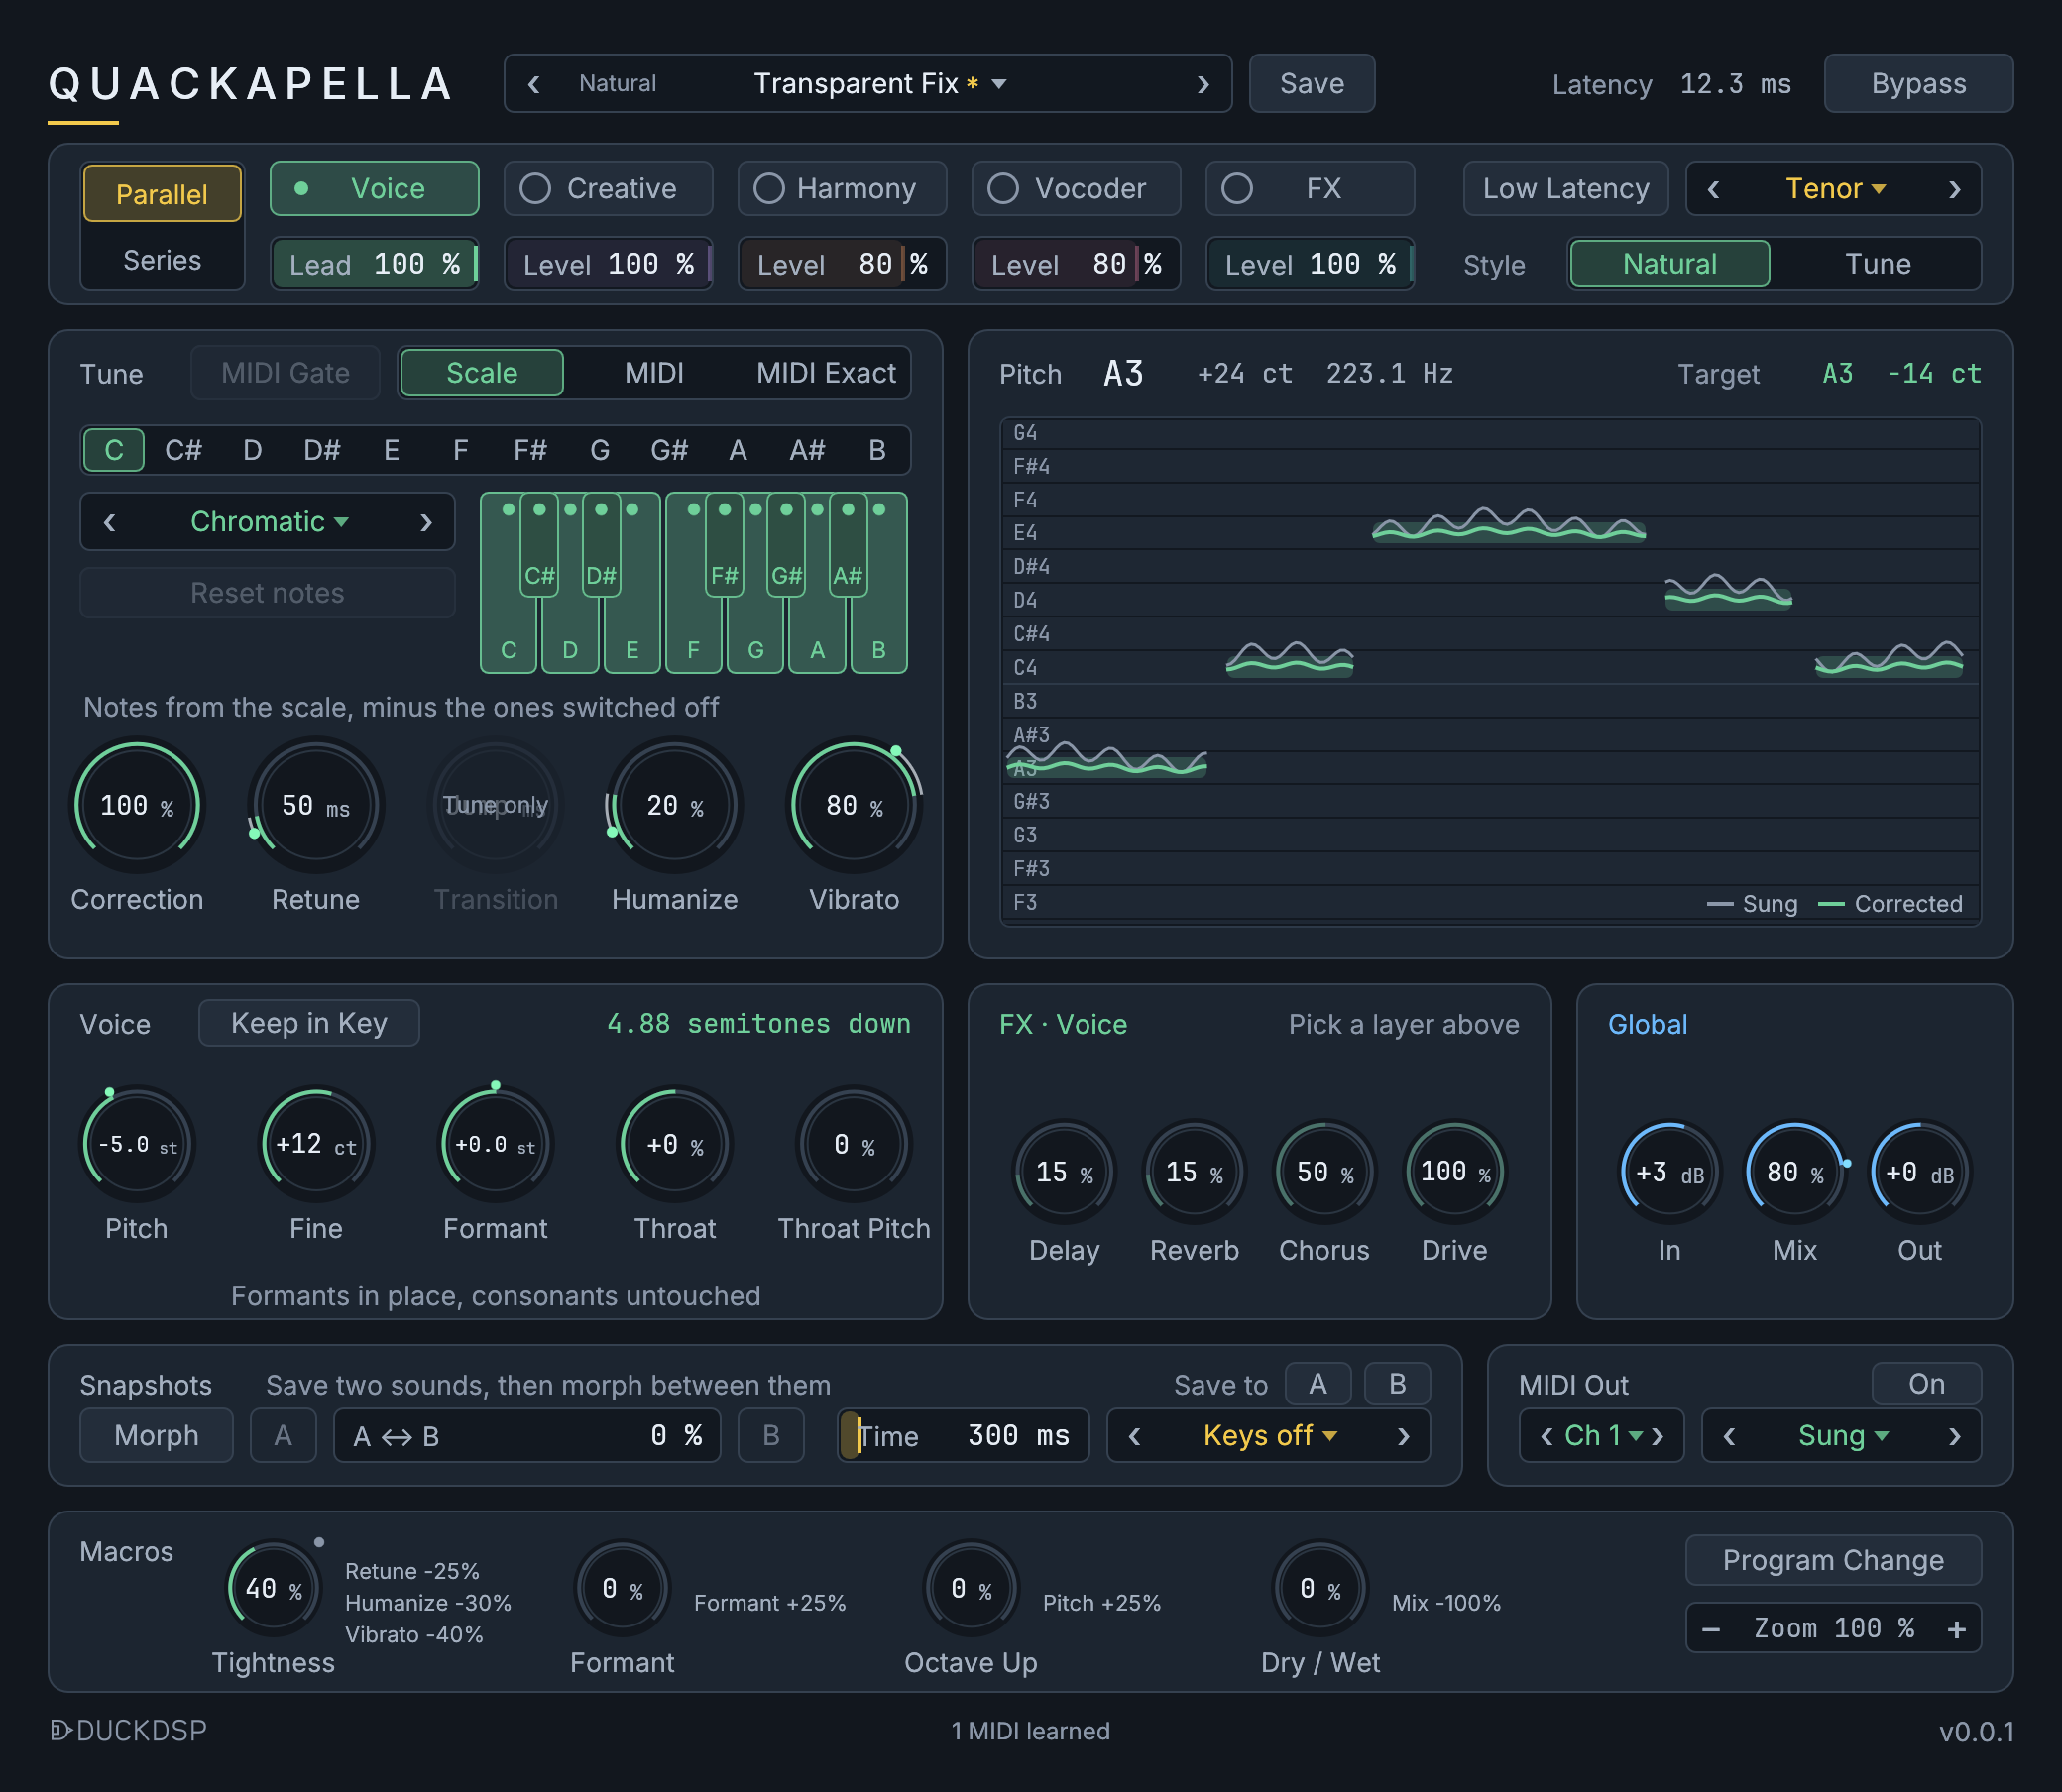 QUACKAPELLA
‹ Natural Transparent Fix * ›
Save
Latency 12.3 ms
Bypass
Parallel
Voice
Creative
Harmony
Vocoder
FX
Low Latency
‹ Tenor ›
Series
Lead 100 %
Level 100 %
Level 80 %
Level 80 %
Level 100 %
Style
Natural
Tune
Tune
MIDI Gate
Scale
MIDI
MIDI Exact
C C# D D# E F F# G G# A A# B
‹ Chromatic ›
Reset notes
C# D# F# G# A#
C D E F G A B
Notes from the scale, minus the ones switched off
100 %
50 ms
Tune only
20 %
80 %
Correction
Retune
Transition
Humanize
Vibrato
Pitch A3 +24 ct 223.1 Hz
Target A3 -14 ct
G4
F#4
F4
E4
D#4
D4
C#4
C4
B3
A#3
A3
G#3
G3
F#3
F3
Sung
Corrected
Voice
Keep in Key
4.88 semitones down
-5.0 st
+12 ct
+0.0 st
+0 %
0 %
Pitch
Fine
Formant
Throat
Throat Pitch
Formants in place, consonants untouched
FX · Voice
Pick a layer above
15 %
15 %
50 %
100 %
Delay
Reverb
Chorus
Drive
Global
+3 dB
80 %
+0 dB
In
Mix
Out
Snapshots
Save two sounds, then morph between them
Save to
A
B
Morph
A
A ↔ B 0 %
B
Time 300 ms
‹ Keys off ›
MIDI Out
On
‹ Ch 1 ›
‹ Sung ›
Macros
40 %
Tightness
Retune -25%
Humanize -30%
Vibrato -40%
0 %
Formant
Formant +25%
0 %
Octave Up
Pitch +25%
0 %
Dry / Wet
Mix -100%
Program Change
− Zoom 100 % +
DUCKDSP
1 MIDI learned
v0.0.1